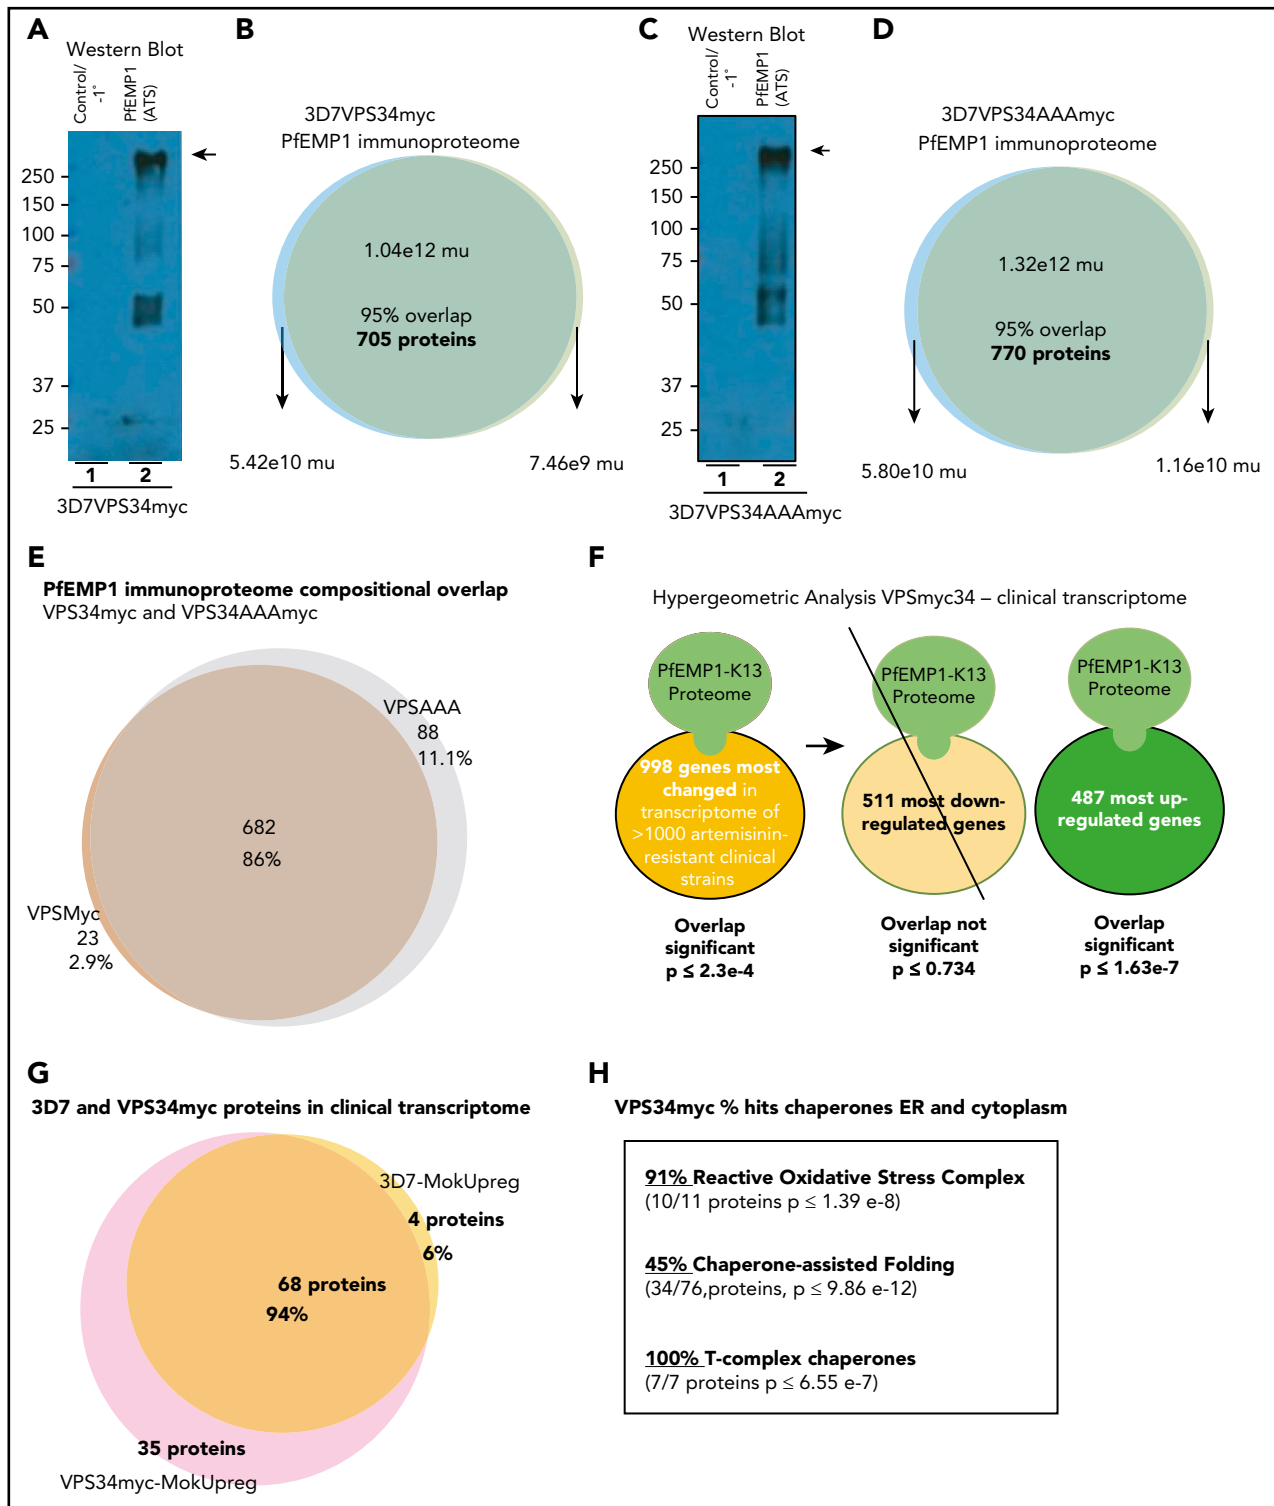 A
Western Blot
Control/
-1°
PfEMP1
(ATS)
250
150
100
75
50
37
25
1
2
3D7VPS34myc
B
3D7VPS34myc
PfEMP1 immunoproteome
1.04e12 mu
95% overlap
705 proteins
5.42e10 mu
7.46e9 mu
C
Western Blot
Control/
-1°
PfEMP1
(ATS)
250
150
100
75
50
37
25
1
2
3D7VPS34AAAmyc
D
3D7VPS34AAAmyc
PfEMP1 immunoproteome
1.32e12 mu
95% overlap
770 proteins
5.80e10 mu
1.16e10 mu
E
PfEMP1 immunoproteome compositional overlap
VPS34myc and VPS34AAAmyc
VPSAAA
88
11.1%
682
86%
VPSMyc
23
2.9%
F
Hypergeometric Analysis VPSmyc34 – clinical transcriptome
PfEMP1-K13
Proteome
998 genes most
changed in
transcriptome of
>1000 artemisinin-
resistant clinical
strains
Overlap
significant
p ≤ 2.3e-4
PfEMP1-K13
Proteome
511 most down-
regulated genes
Overlap not
significant
p ≤ 0.734
PfEMP1-K13
Proteome
487 most up-
regulated genes
Overlap
significant
p ≤ 1.63e-7
G
3D7 and VPS34myc proteins in clinical transcriptome
3D7-MokUpreg
4 proteins
6%
68 proteins
94%
35 proteins
VPS34myc-MokUpreg
H
VPS34myc % hits chaperones ER and cytoplasm
91% Reactive Oxidative Stress Complex
(10/11 proteins p ≤ 1.39 e-8)
45% Chaperone-assisted Folding
(34/76,proteins, p ≤ 9.86 e-12)
100% T-complex chaperones
(7/7 proteins p ≤ 6.55 e-7)